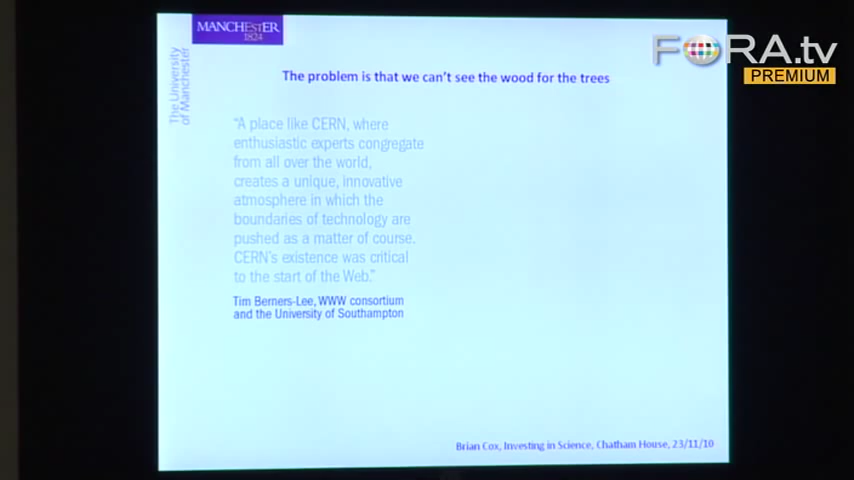 MANCHESTER
1824
The University
of Manchester
FORA.tv
PREMIUM
The problem is that we can't see the wood for the trees
"A place like CERN, where
enthusiastic experts congregate
from all over the world,
creates a unique, innovative
atmosphere in which the
boundaries of technology are
pushed as a matter of course.
CERN's existence was critical
to the start of the Web."
Tim Berners-Lee, WWW consortium
and the University of Southampton
Brian Cox, Investing in Science, Chatham House, 23/11/10